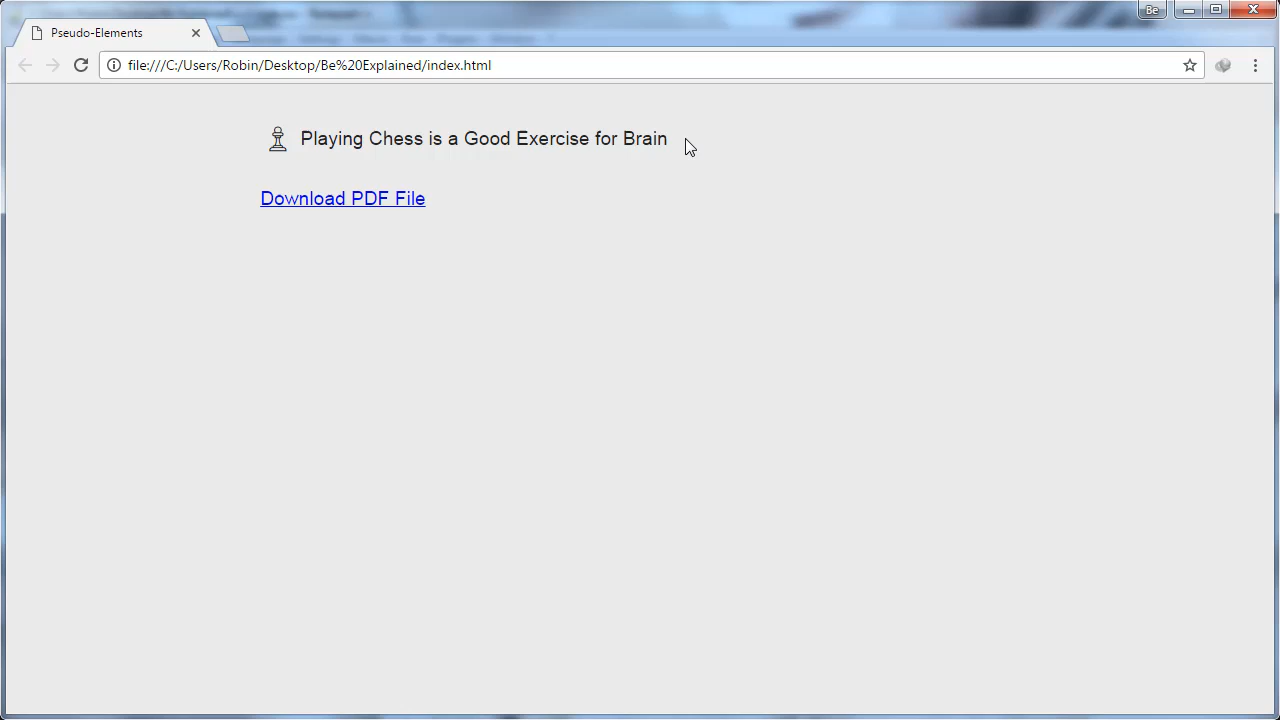 Be
Pseudo-Elements
file:///C:/Users/Robin/Desktop/Be%20Explained/index.html
Playing Chess is a Good Exercise for Brain
Download PDF File